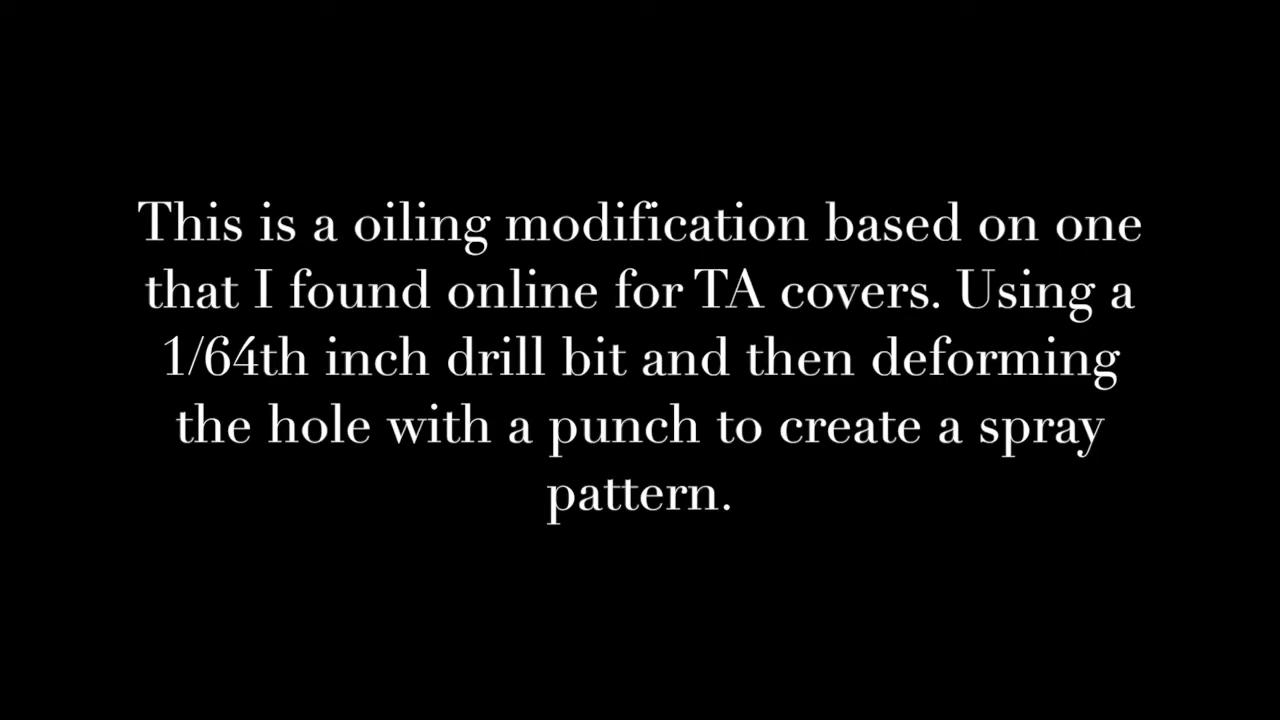 This is a oiling modification based on one
that I found online for TA covers. Using a
1/64th inch drill bit and then deforming
the hole with a punch to create a spray
pattern.